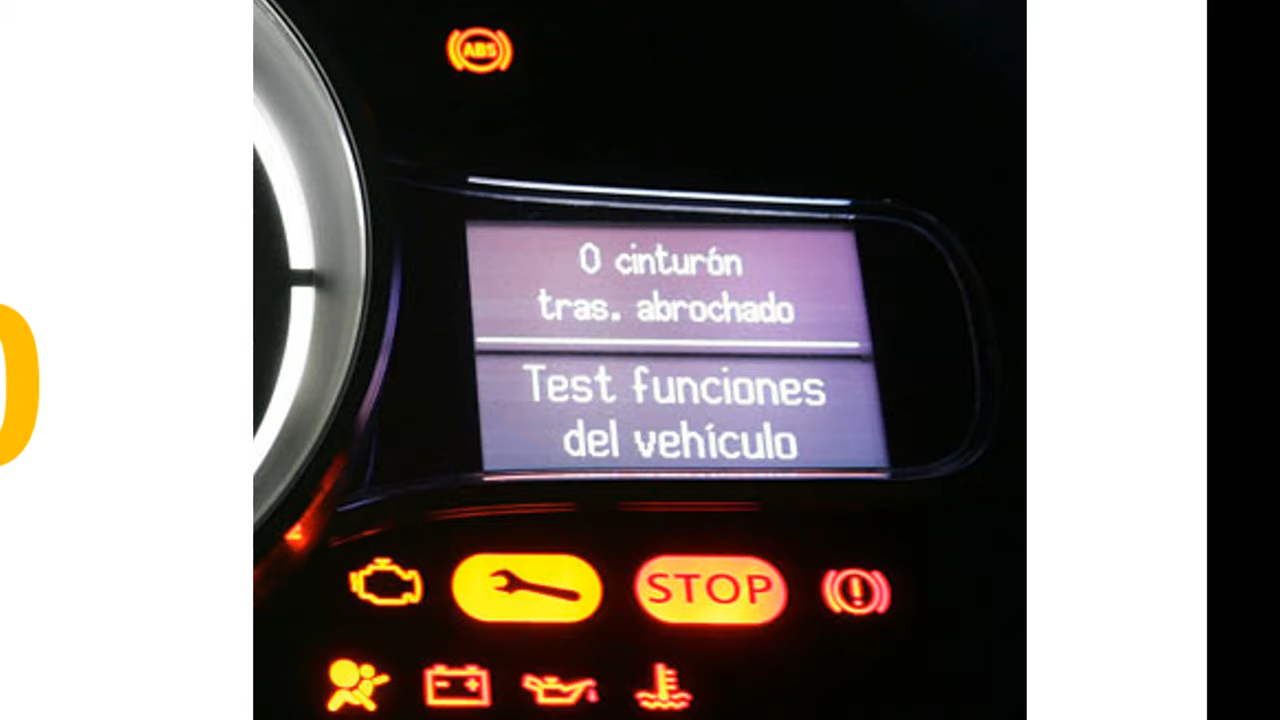 ABS
0 cinturón
tras. abrochado
Test funciones
del vehículo
STOP